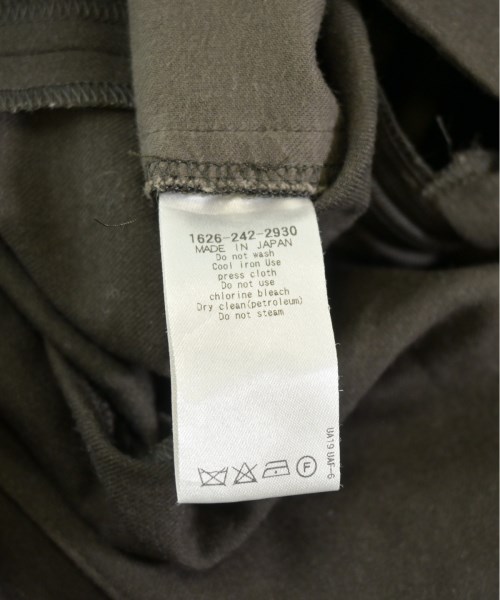 1626-242-2930
MADE IN JAPAN
Do not wash
Cool iron Use
press cloth
Do not use
chlorine bleach
Dry clean(petroleum)
Do not steam
UA19 UAF-6
F